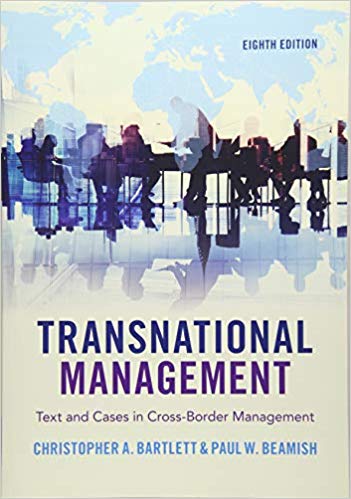 EIGHTH EDITION
TRANSNATIONAL
MANAGEMENT
Text and Cases in Cross-Border Management
CHRISTOPHER A. BARTLETT & PAUL W. BEAMISH